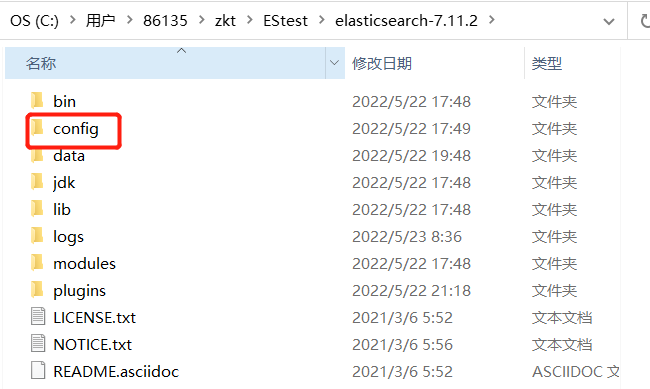 OS (C:) > 用户 > 86135 > zkt > EStest > elasticsearch-7.11.2 >
名称 修改日期 类型
bin 2022/5/22 17:48 文件夹
config 2022/5/22 17:49 文件夹
data 2022/5/22 19:48 文件夹
jdk 2022/5/22 17:48 文件夹
lib 2022/5/22 17:48 文件夹
logs 2022/5/23 8:36 文件夹
modules 2022/5/22 17:48 文件夹
plugins 2022/5/22 21:18 文件夹
LICENSE.txt 2021/3/6 5:52 文本文档
NOTICE.txt 2021/3/6 5:56 文本文档
README.asciidoc 2021/3/6 5:52 ASCIIDOC 文